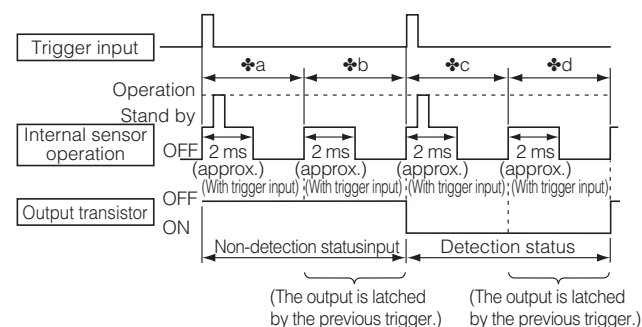 Trigger input
✤a ✤b ✤c ✤d
Operation
Stand by
Internal sensor
operation
OFF
2 ms 2 ms 2 ms 2 ms
(approx.) (approx.) (approx.) (approx.)
(With trigger input) (With trigger input) (With trigger input) (With trigger input)
Output transistor
OFF
ON
Non-detection statusinput Detection status
(The output is latched
by the previous trigger.)
(The output is latched
by the previous trigger.)